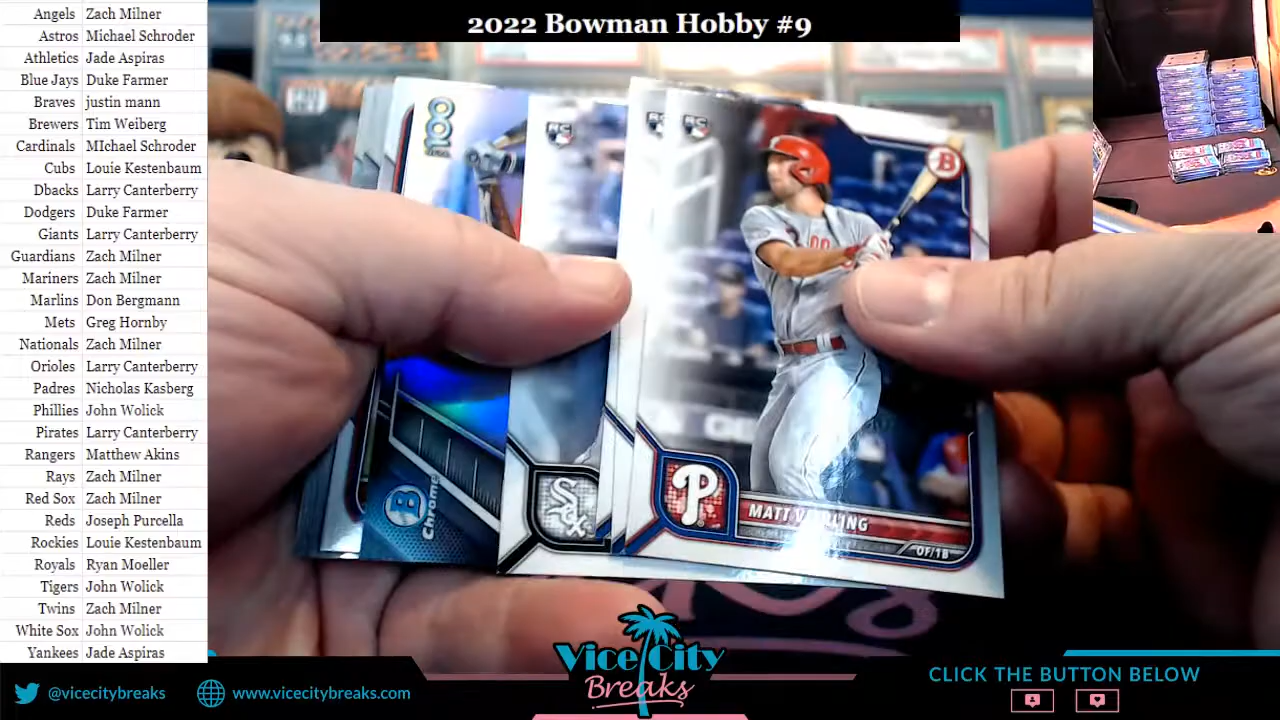 2022 Bowman Hobby #9
Angels Zach Milner
Astros Michael Schroder
Athletics Jade Aspiras
Blue Jays Duke Farmer
Braves justin mann
Brewers Tim Weiberg
Cardinals MIchael Schroder
Cubs Louie Kestenbaum
Dbacks Larry Canterberry
Dodgers Duke Farmer
Giants Larry Canterberry
Guardians Zach Milner
Mariners Zach Milner
Marlins Don Bergmann
Mets Greg Hornby
Nationals Zach Milner
Orioles Larry Canterberry
Padres Nicholas Kasberg
Phillies John Wolick
Pirates Larry Canterberry
Rangers Matthew Akins
Rays Zach Milner
Red Sox Zach Milner
Reds Joseph Purcella
Rockies Louie Kestenbaum
Royals Ryan Moeller
Tigers John Wolick
Twins Zach Milner
White Sox John Wolick
Yankees Jade Aspiras
100
RC
RC
RC
B
B
Chrome
Sox
P
MATT
OF/1B
Vice City
Breaks
@vicecitybreaks
www.vicecitybreaks.com
CLICK THE BUTTON BELOW